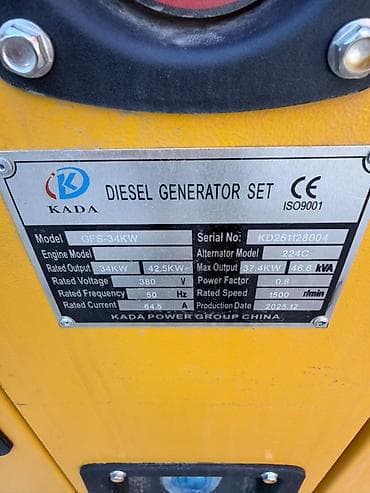 KADA
DIESEL GENERATOR SET CE
ISO9001
Model GFS-34KW Serial No: KD251128004
Engine Model Alternator Model 224C
Rated Output 34KW 42.5KW Max Output 37.4KW 46.8 kVA
Rated Voltage 380 V Power Factor 0.8
Rated Frequency 50 Hz Rated Speed 1500 r/min
Rated Current 64.5 A Production Date 2025.12
KADA POWER GROUP CHINA